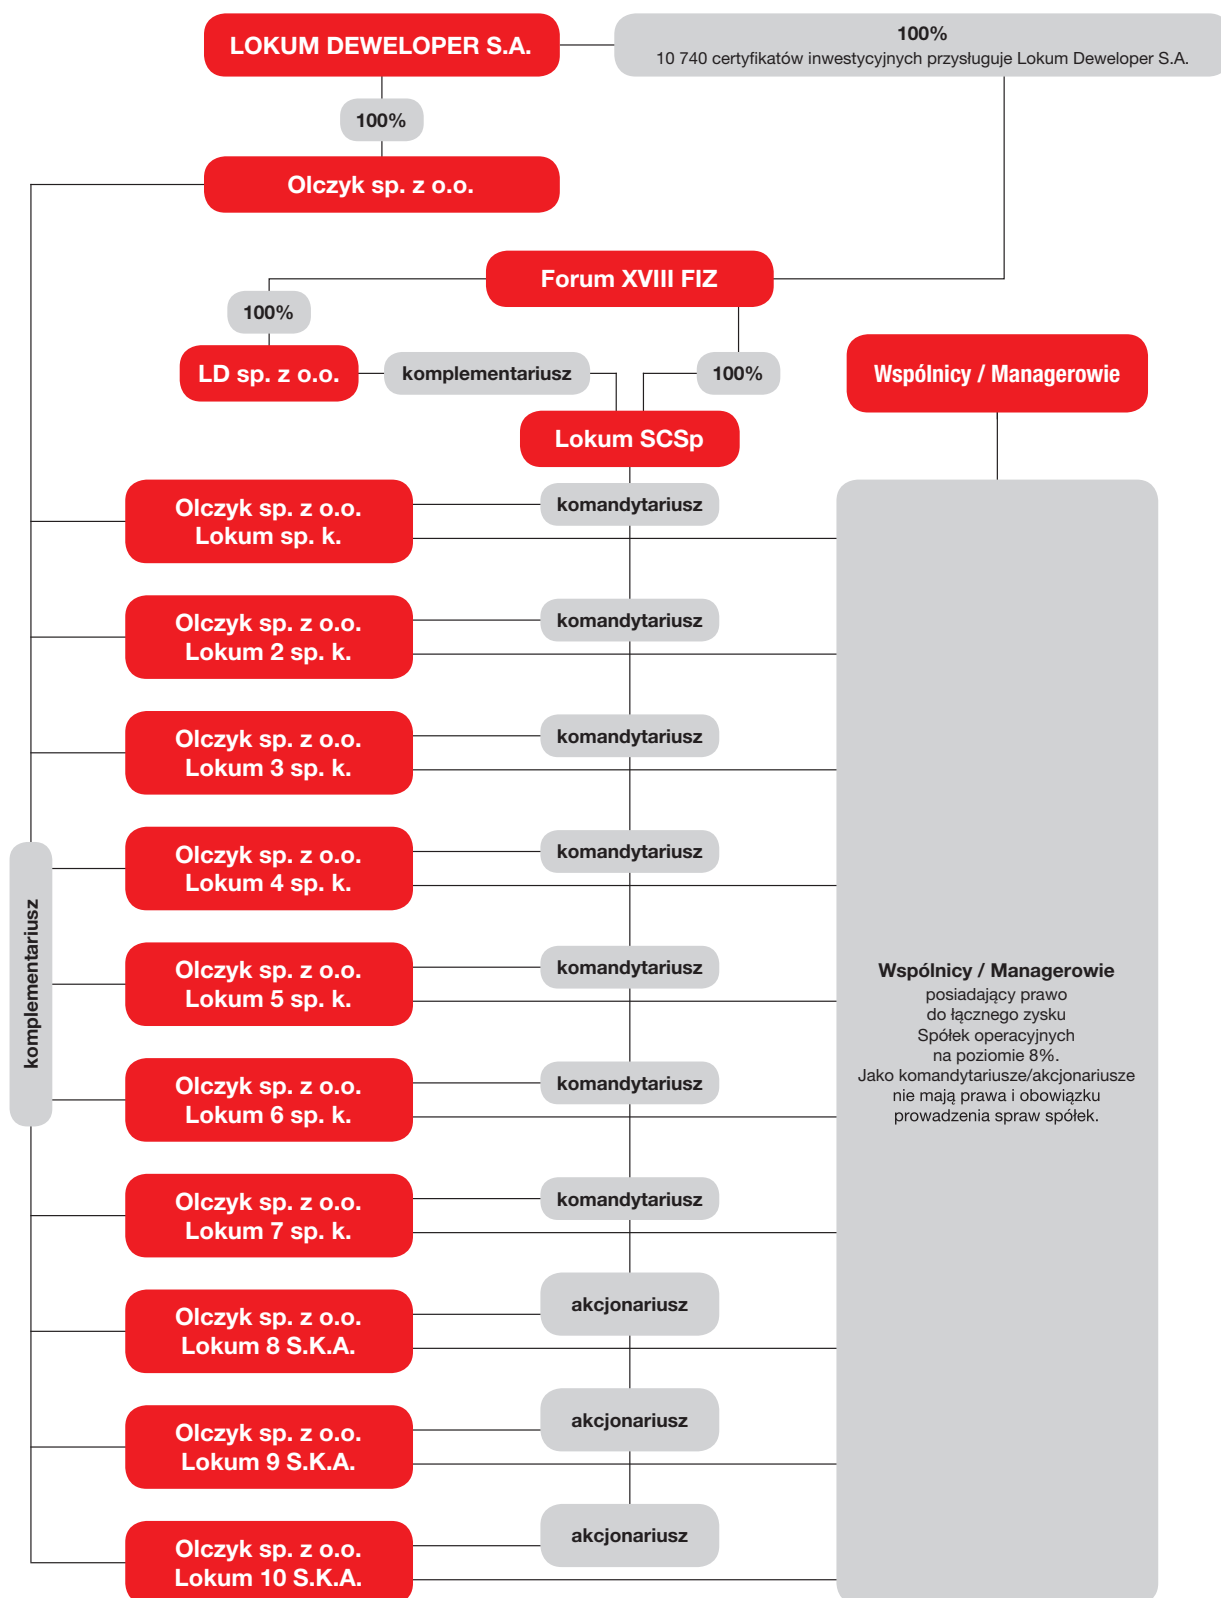 LOKUM DEWELOPER S.A.
100%
10 740 certyfikatów inwestycyjnych przysługuje Lokum Deweloper S.A.
100%
Olczyk sp. z o.o.
Forum XVIII FIZ
100%
LD sp. z o.o.
komplementariusz
100%
Wspólnicy / Managerowie
Lokum SCSp
Olczyk sp. z o.o.
Lokum sp. k.
komandytariusz
Olczyk sp. z o.o.
Lokum 2 sp. k.
komandytariusz
Olczyk sp. z o.o.
Lokum 3 sp. k.
komandytariusz
Olczyk sp. z o.o.
Lokum 4 sp. k.
komandytariusz
komplementariusz
Olczyk sp. z o.o.
Lokum 5 sp. k.
komandytariusz
Wspólnicy / Managerowie
posiadający prawo
do łącznego zysku
Spółek operacyjnych
na poziomie 8%.
Jako komandytariusze/akcjonariusze
nie mają prawa i obowiązku
prowadzenia spraw spółek.
Olczyk sp. z o.o.
Lokum 6 sp. k.
komandytariusz
Olczyk sp. z o.o.
Lokum 7 sp. k.
komandytariusz
Olczyk sp. z o.o.
Lokum 8 S.K.A.
akcjonariusz
Olczyk sp. z o.o.
Lokum 9 S.K.A.
akcjonariusz
Olczyk sp. z o.o.
Lokum 10 S.K.A.
akcjonariusz